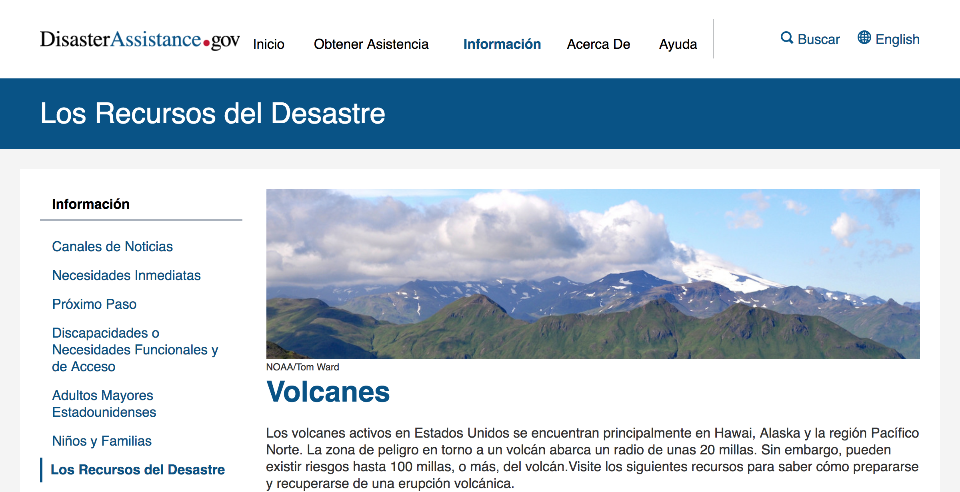 DisasterAssistance.gov
Inicio
Obtener Asistencia
Información
Acerca De
Ayuda
Buscar
English
Los Recursos del Desastre
Información
Canales de Noticias
Necesidades Inmediatas
Próximo Paso
Discapacidades o
Necesidades Funcionales y
de Acceso
Adultos Mayores
Estadounidenses
Niños y Familias
Los Recursos del Desastre
NOAA/Tom Ward
Volcanes
Los volcanes activos en Estados Unidos se encuentran principalmente en Hawai, Alaska y la región Pacífico
Norte. La zona de peligro en torno a un volcán abarca un radio de unas 20 millas. Sin embargo, pueden
existir riesgos hasta 100 millas, o más, del volcán.Visite los siguientes recursos para saber cómo prepararse
y recuperarse de una erupción volcánica.